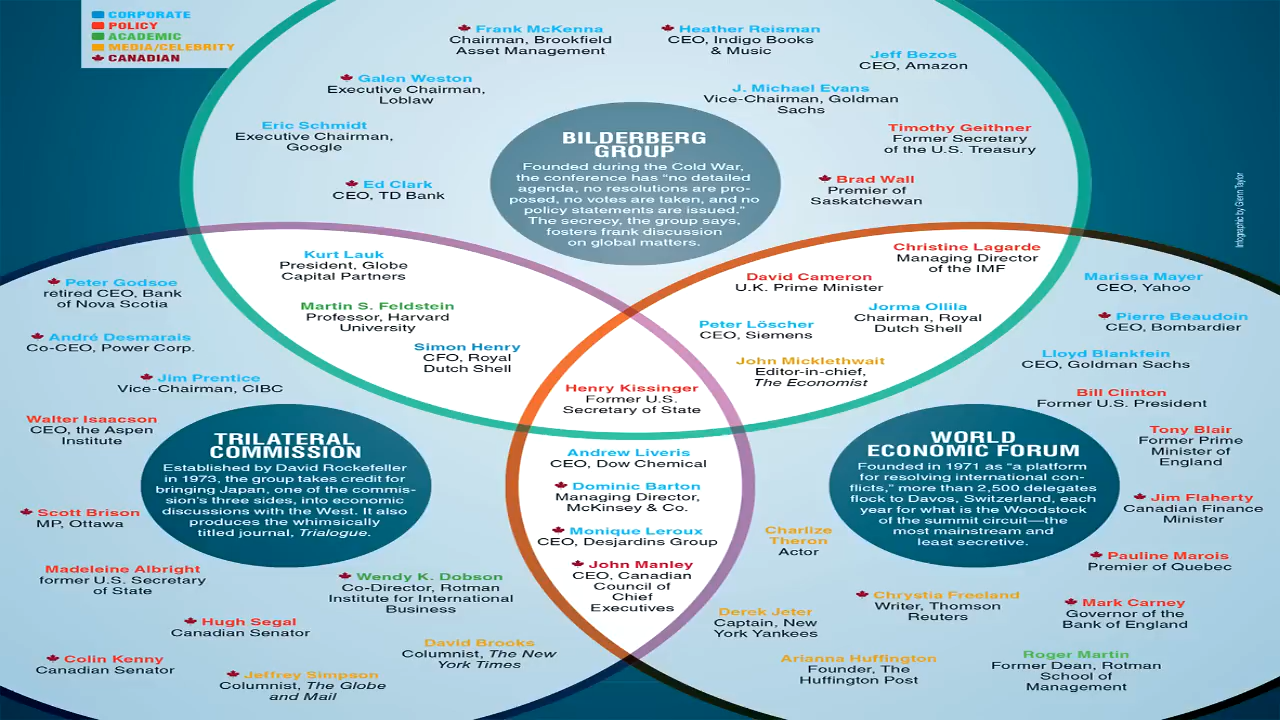 CORPORATE
POLICY
ACADEMIC
MEDIA/CELEBRITY
CANADIAN
Frank McKenna
Chairman, Brookfield
Asset Management
Heather Reisman
CEO, Indigo Books
& Music
Jeff Bezos
CEO, Amazon
Galen Weston
Executive Chairman,
Loblaw
J. Michael Evans
Vice-Chairman, Goldman
Sachs
Eric Schmidt
Executive Chairman,
Google
Timothy Geithner
Former Secretary
of the U.S. Treasury
Ed Clark
CEO, TD Bank
Brad Wall
Premier of
Saskatchewan
BILDERBERG
GROUP
Founded during the Cold War,
the conference has "no detailed
agenda, no resolutions are pro-
posed, no votes are taken, and no
policy statements are issued."
The secrecy, the group says,
fosters frank discussion
on global matters.
Infographic by Glenn Taylor
Kurt Lauk
President, Globe
Capital Partners
Martin S. Feldstein
Professor, Harvard
University
Simon Henry
CFO, Royal
Dutch Shell
Christine Lagarde
Managing Director
of the IMF
David Cameron
U.K. Prime Minister
Jorma Ollila
Chairman, Royal
Dutch Shell
Peter Löscher
CEO, Siemens
John Micklethwait
Editor-in-chief,
The Economist
Henry Kissinger
Former U.S.
Secretary of State
Peter Godsoe
retired CEO, Bank
of Nova Scotia
André Desmarais
Co-CEO, Power Corp.
Jim Prentice
Vice-Chairman, CIBC
Walter Isaacson
CEO, the Aspen
Institute
TRILATERAL
COMMISSION
Established by David Rockefeller
in 1973, the group takes credit for
bringing Japan, one of the commis-
sion's three sides, into economic
discussions with the West. It also
produces the whimsically
titled journal, Trialogue.
Scott Brison
MP, Ottawa
Madeleine Albright
former U.S. Secretary
of State
Wendy K. Dobson
Co-Director, Rotman
Institute for International
Business
Hugh Segal
Canadian Senator
David Brooks
Columnist, The New
York Times
Colin Kenny
Canadian Senator
Jeffrey Simpson
Columnist, The Globe
and Mail
Andrew Liveris
CEO, Dow Chemical
Dominic Barton
Managing Director,
McKinsey & Co.
Monique Leroux
CEO, Desjardins Group
John Manley
CEO, Canadian
Council of
Chief
Executives
Marissa Mayer
CEO, Yahoo
Pierre Beaudoin
CEO, Bombardier
Lloyd Blankfein
CEO, Goldman Sachs
Bill Clinton
Former U.S. President
Tony Blair
Former Prime
Minister of
England
WORLD
ECONOMIC FORUM
Founded in 1971 as "a platform
for resolving international con-
flicts," more than 2,500 delegates
flock to Davos, Switzerland, each
year for what is the Woodstock
of the summit circuit—the
most mainstream and
least secretive.
Jim Flaherty
Canadian Finance
Minister
Charlize
Theron
Actor
Pauline Marois
Premier of Quebec
Chrystia Freeland
Writer, Thomson
Reuters
Mark Carney
Governor of the
Bank of England
Derek Jeter
Captain, New
York Yankees
Arianna Huffington
Founder, The
Huffington Post
Roger Martin
Former Dean, Rotman
School of
Management